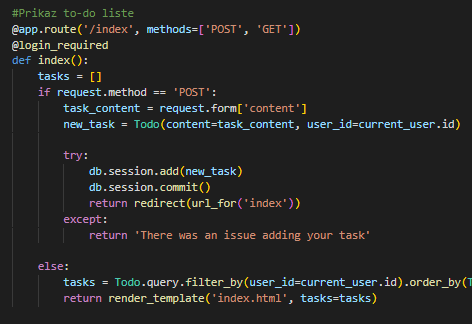 #Prikaz to-do liste
@app.route('/index', methods=['POST', 'GET'])
@login_required
def index():
    tasks = []
    if request.method == 'POST':
        task_content = request.form['content']
        new_task = Todo(content=task_content, user_id=current_user.id)

        try:
            db.session.add(new_task)
            db.session.commit()
            return redirect(url_for('index'))
        except:
            return 'There was an issue adding your task'

    else:
        tasks = Todo.query.filter_by(user_id=current_user.id).order_by(
        return render_template('index.html', tasks=tasks)